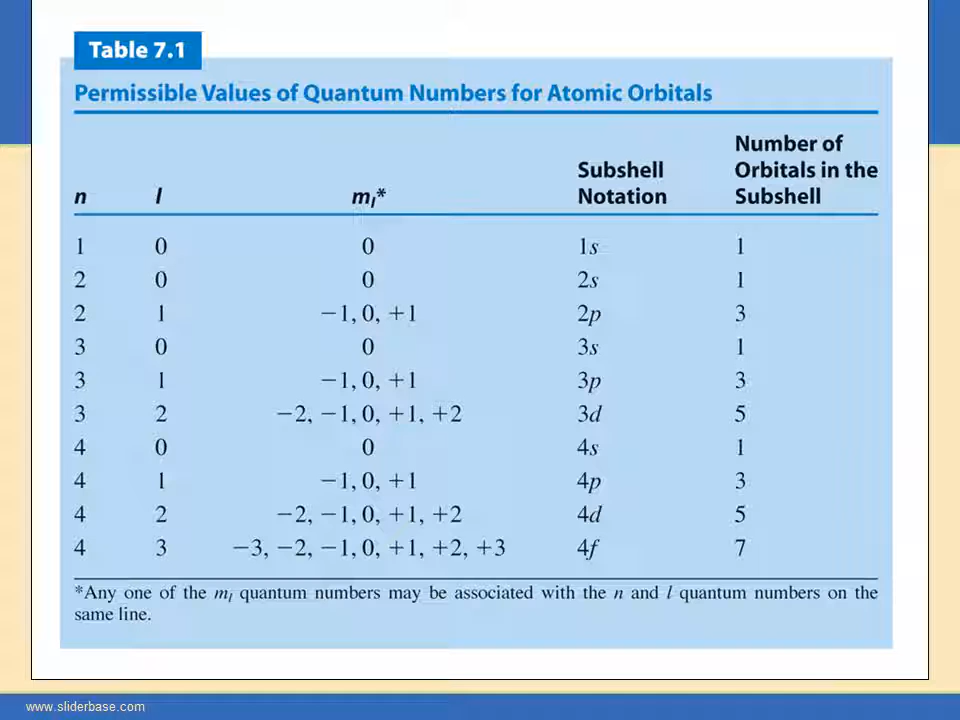 Table 7.1
Permissible Values of Quantum Numbers for Atomic Orbitals
n l mₗ* Subshell Notation Number of Orbitals in the Subshell
1 0 0 1s 1
2 0 0 2s 1
2 1 −1, 0, +1 2p 3
3 0 0 3s 1
3 1 −1, 0, +1 3p 3
3 2 −2, −1, 0, +1, +2 3d 5
4 0 0 4s 1
4 1 −1, 0, +1 4p 3
4 2 −2, −1, 0, +1, +2 4d 5
4 3 −3, −2, −1, 0, +1, +2, +3 4f 7
*Any one of the mₗ quantum numbers may be associated with the n and l quantum numbers on the
same line.
www.sliderbase.com